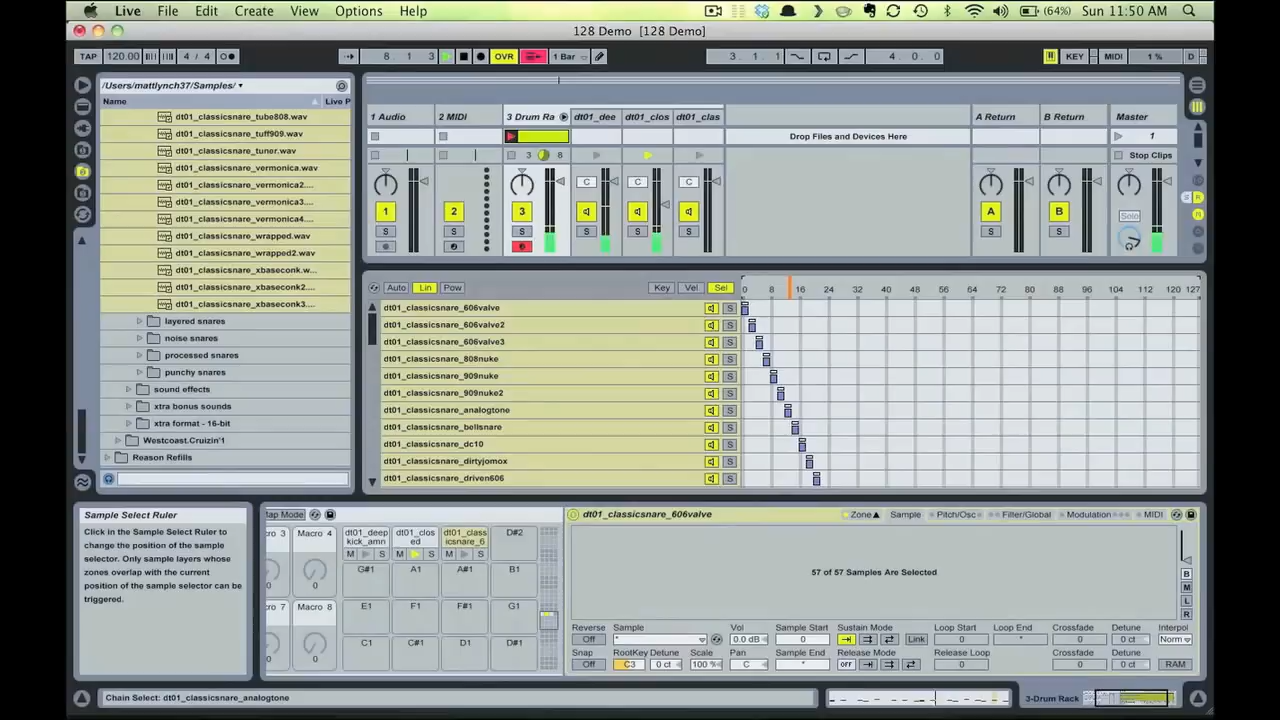 Live File Edit Create View Options Help (64%) Sun 11:50 AM
128 Demo [128 Demo]
TAP 120.00 4 / 4 8. 1. 3 OVR 1 Bar 3. 1. 1 4. 0. 0 KEY MIDI 1 % D
/Users/mattlynch37/Samples/
Name Live P
dt01_classicsnare_tube808.wav
dt01_classicsnare_tuff909.wav
dt01_classicsnare_tuner.wav
dt01_classicsnare_vermonica.wav
dt01_classicsnare_vermonica2....
dt01_classicsnare_vermonica3....
dt01_classicsnare_vermonica4....
dt01_classicsnare_wrapped.wav
dt01_classicsnare_wrapped2.wav
dt01_classicsnare_xbaseconk.w...
dt01_classicsnare_xbaseconk2....
dt01_classicsnare_xbaseconk3....
layered snares
noise snares
processed snares
punchy snares
sound effects
xtra bonus sounds
xtra format - 16-bit
Westcoast.Cruizin'1
Reason Refills
1 Audio 2 MIDI 3 Drum Ra dt01_dee dt01_clos dt01_clas A Return B Return Master
Drop Files and Devices Here 1
3 8 Stop Clips
C C C
1 2 3 A B Solo
S S S S S S S S
Auto Lin Pow Key Vel Sel 0 8 16 24 32 40 48 56 64 72 80 88 96 104 112 120 127
dt01_classicsnare_606valve S
dt01_classicsnare_606valve2 S
dt01_classicsnare_606valve3 S
dt01_classicsnare_808nuke S
dt01_classicsnare_909nuke S
dt01_classicsnare_909nuke2 S
dt01_classicsnare_analogtone S
dt01_classicsnare_bellsnare S
dt01_classicsnare_dc10 S
dt01_classicsnare_dirtyjomox S
dt01_classicsnare_driven606 S
Sample Select Ruler
Click in the Sample Select Ruler
to change the position of the
sample selector. Only sample
layers whose
zones overlap with the current
position of the sample selector can be
triggered.
Map Mode
Macro 3 Macro 4
0 0
Macro 7 Macro 8
0 0
dt01_deep kick_amn dt01_clos ed dt01_class icsnare_6 D#2
M S M S M S
G#1 A1 A#1 B1
E1 F1 F#1 G1
C1 C#1 D1 D#1
dt01_classicsnare_606valve Zone Sample Pitch/Osc Filter/Global Modulation MIDI
57 of 57 Samples Are Selected
B
M
L
R
Reverse Sample Vol Sample Start Sustain Mode Loop Start Loop End Crossfade Detune Interpol
Off * 0.0 dB 0 Link 0 * 0 0 ct Norm
Snap RootKey Detune Scale Pan Sample End Release Mode Release Loop Crossfade Detune
Off C3 0 ct 100 % C * OFF 0 0 0 ct RAM
Chain Select: dt01_classicsnare_analogtone 3-Drum Rack